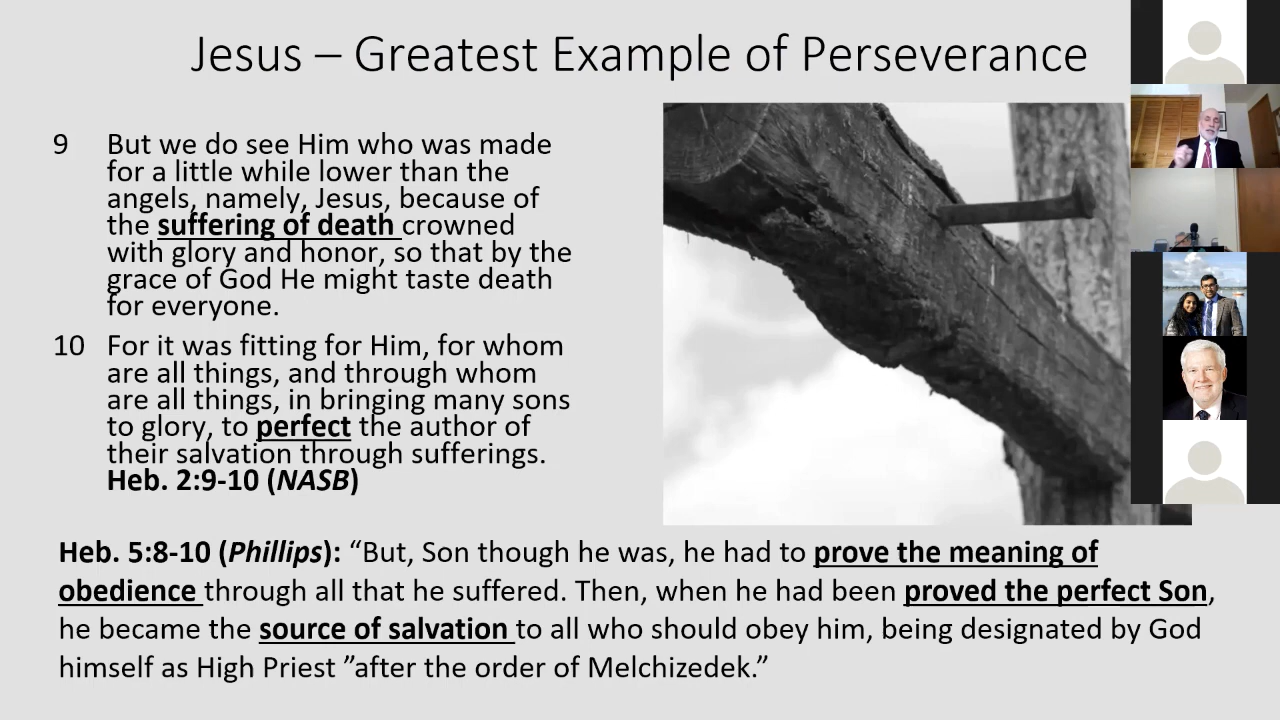 Jesus – Greatest Example of Perseverance
9 But we do see Him who was made
for a little while lower than the
angels, namely, Jesus, because of
the suffering of death crowned
with glory and honor, so that by the
grace of God He might taste death
for everyone.
10 For it was fitting for Him, for whom
are all things, and through whom
are all things, in bringing many sons
to glory, to perfect the author of
their salvation through sufferings.
Heb. 2:9-10 (NASB)
Heb. 5:8-10 (Phillips): “But, Son though he was, he had to prove the meaning of
obedience through all that he suffered. Then, when he had been proved the perfect Son,
he became the source of salvation to all who should obey him, being designated by God
himself as High Priest ”after the order of Melchizedek.”